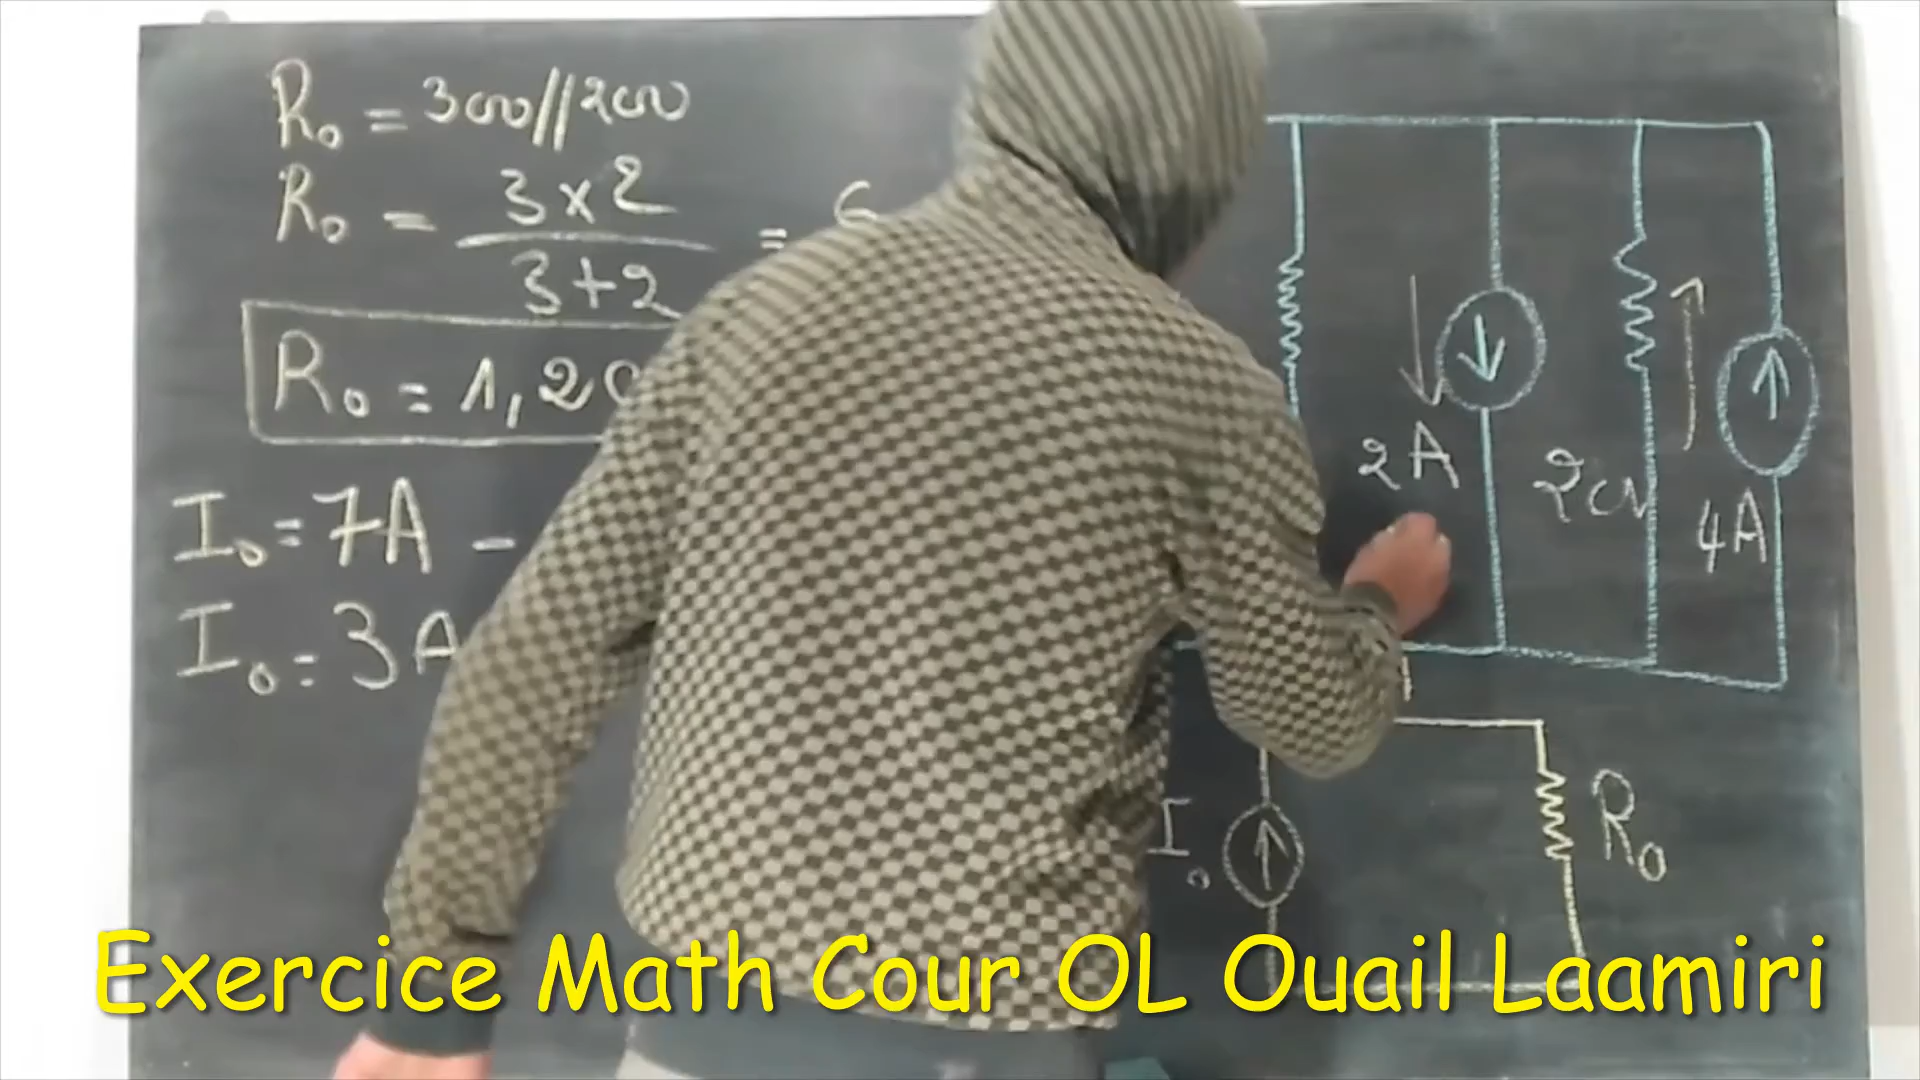 R₀ = 3ω//2ω
R₀ = 3 x 2 / 3 + 2 =
R₀ = 1,2
I₀ = 7A -
I₀ = 3A
2A
2ω
4A
I₀
R₀
Exercice Math Cour OL Ouail Laamiri